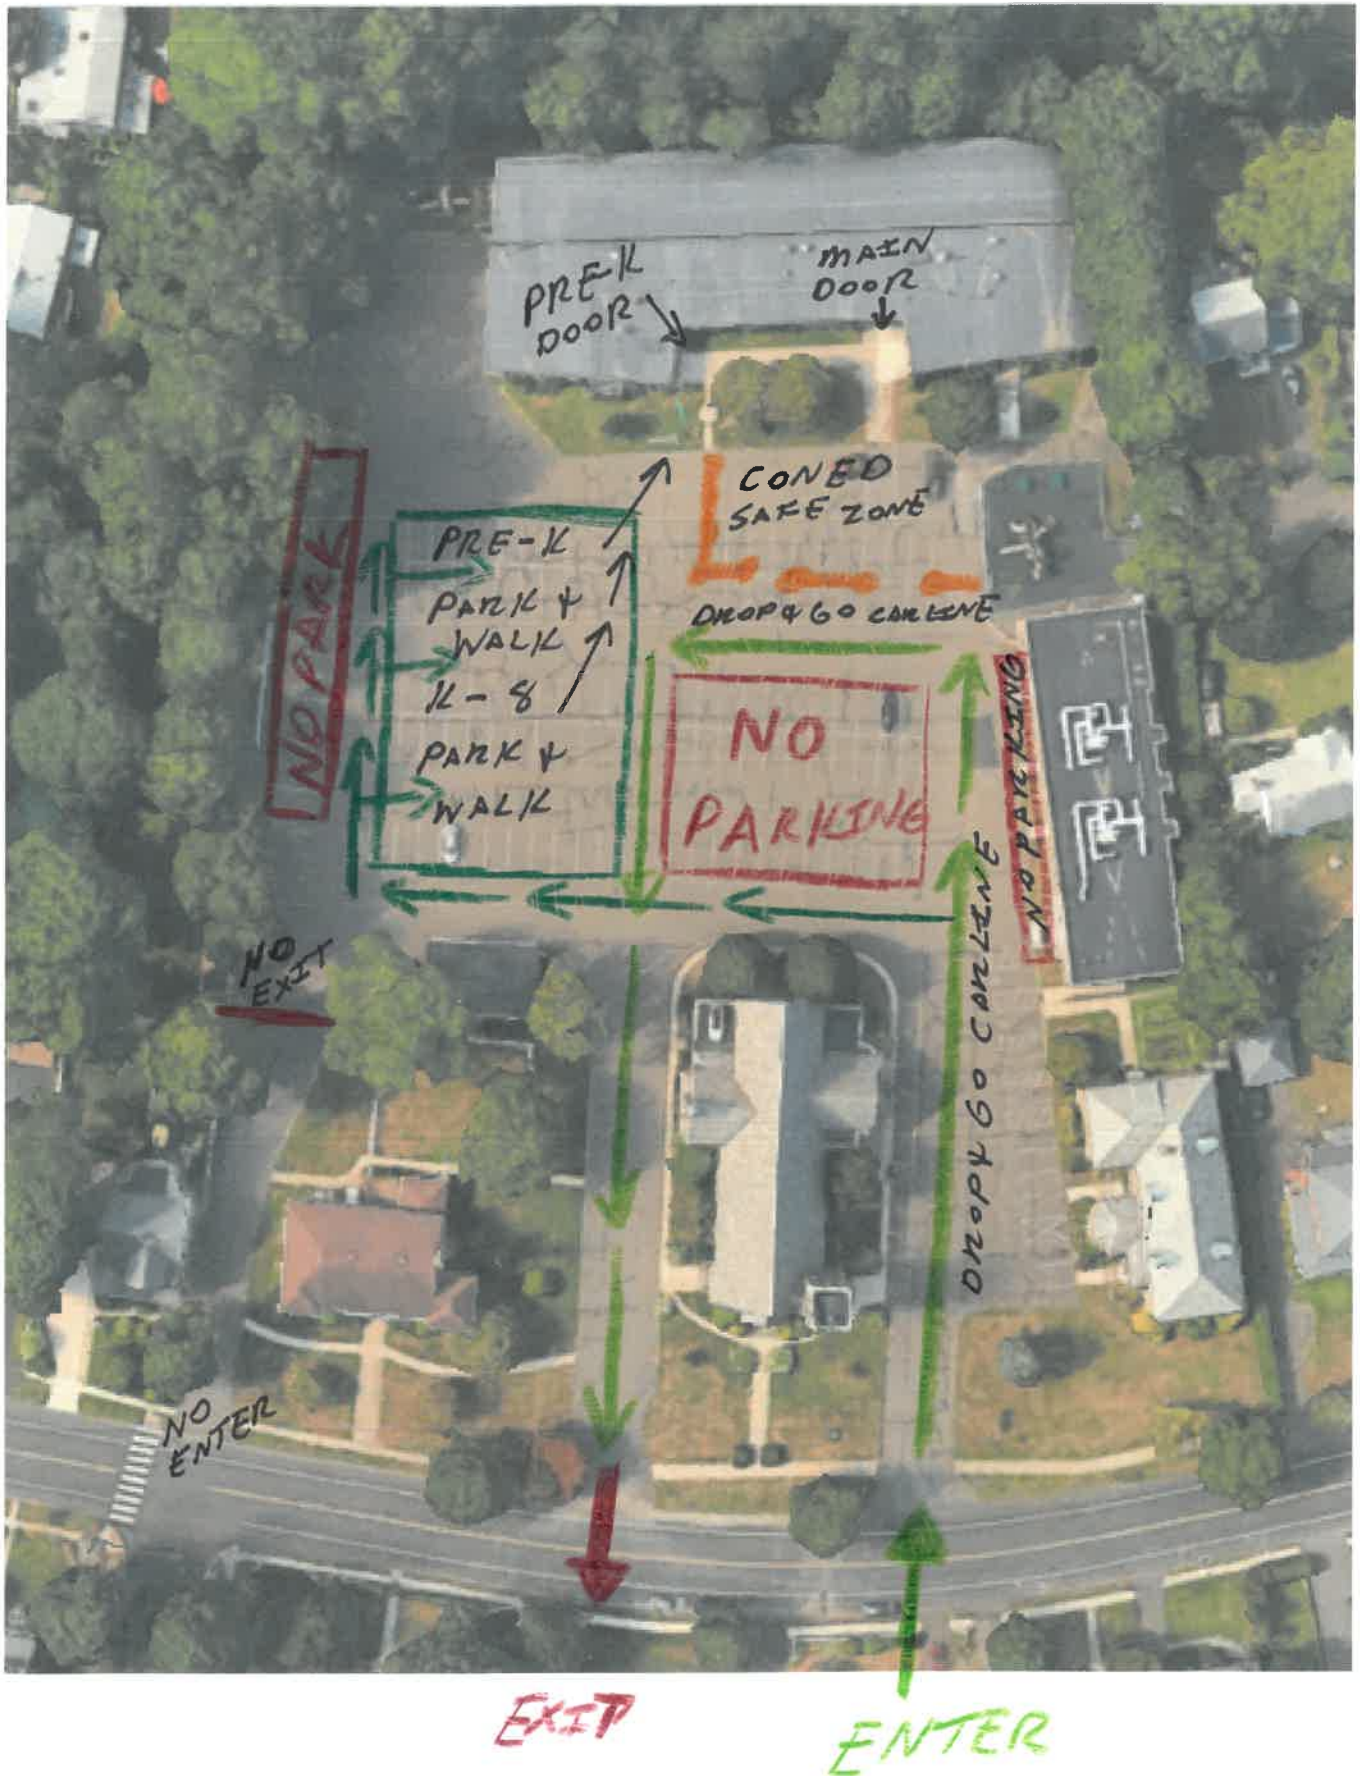 PRE-K
DOOR
MAIN
DOOR
CONED
SAFE ZONE
DROP & GO CARLINE
NO PARK
PRE-K
PARK &
WALK
K-8
PARK &
WALK
NO
PARKING
NO PARKING
DROP & GO CARLINE
NO
EXIT
NO
ENTER
EXIT
ENTER